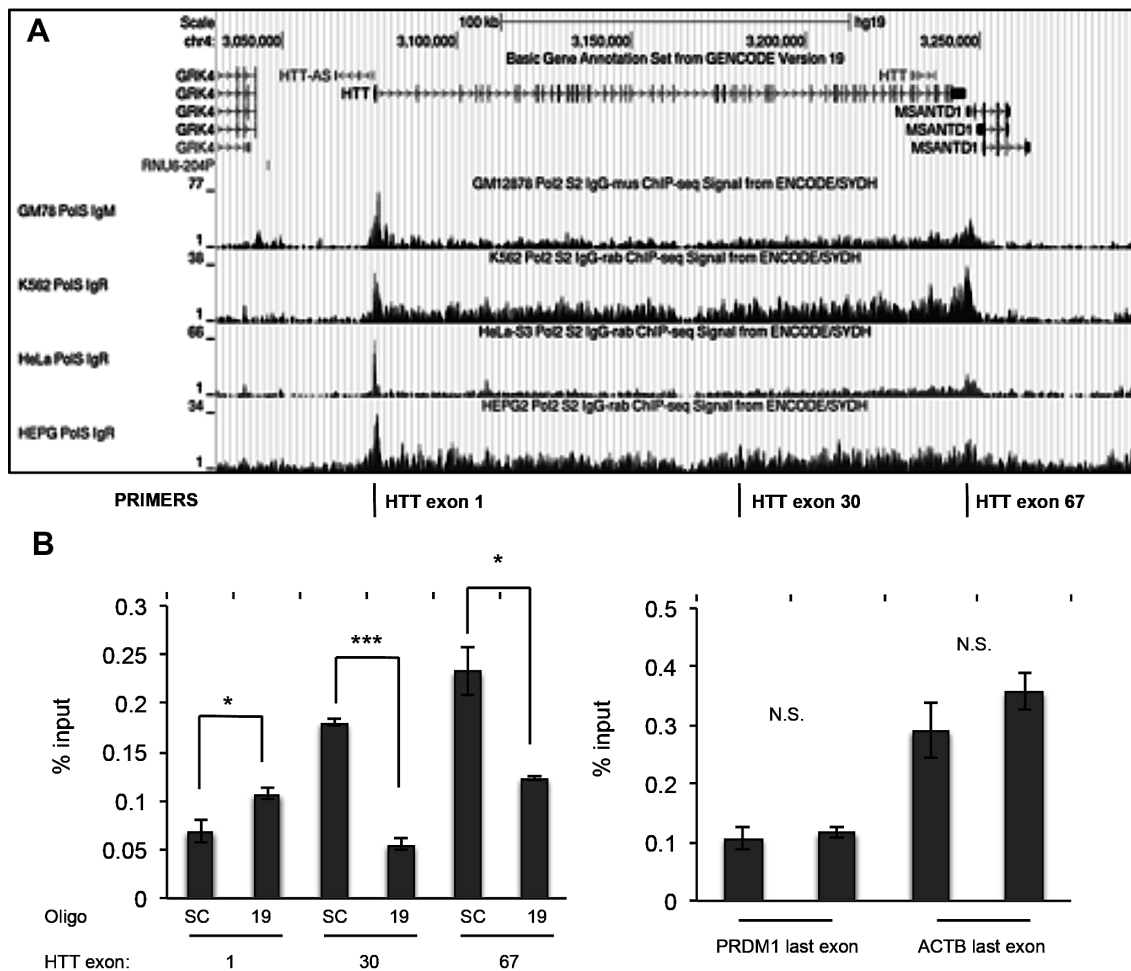 A
Scale 100 kb hg19
chr4: 3,050,000 3,100,000 3,150,000 3,200,000 3,250,000
Basic Gene Annotation Set from GENCODE Version 19
GRK4 HTT-AS HTT
GRK4 HTT
GRK4 MSANTD1
GRK4 MSANTD1
GRK4 MSANTD1
RNU6-204P
GM12878 Pol2 S2 IgG-mus ChIP-seq Signal from ENCODE/SYDH
77
GM78 PolS IgM
1
K562 Pol2 S2 IgG-rab ChIP-seq Signal from ENCODE/SYDH
38
K562 PolS IgR
1
HeLa-S3 Pol2 S2 IgG-rab ChIP-seq Signal from ENCODE/SYDH
66
HeLa PolS IgR
1
HEPG2 Pol2 S2 IgG-rab ChIP-seq Signal from ENCODE/SYDH
34
HEPG PolS IgR
1
PRIMERS HTT exon 1 HTT exon 30 HTT exon 67
B
% input
0.3
0.25
0.2
0.15
0.1
0.05
0
*
***
*
Oligo SC 19 SC 19 SC 19
HTT exon: 1 30 67
% input
0.5
0.4
0.3
0.2
0.1
0
N.S.
N.S.
PRDM1 last exon ACTB last exon